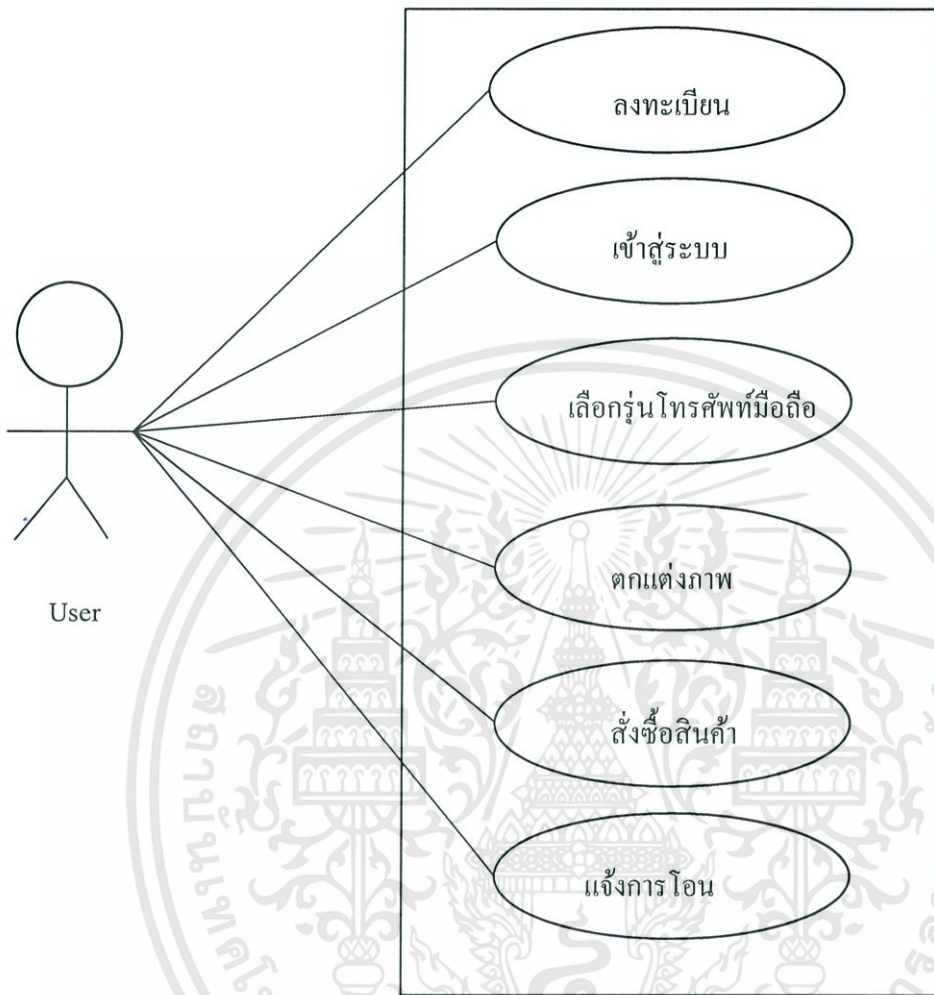 ลงทะเบียน
เข้าสู่ระบบ
เลือกรุ่นโทรศัพท์มือถือ
ตกแต่งภาพ
User
สั่งซื้อสินค้า
แจ้งการโอน